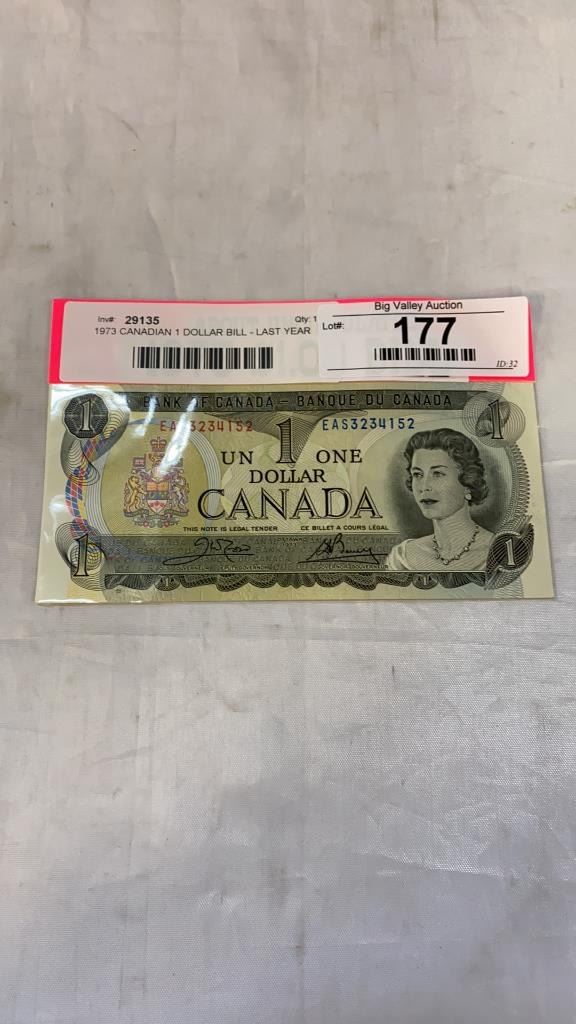 Inv#: 29135 Qty: 1
1973 CANADIAN 1 DOLLAR BILL - LAST YEAR
Big Valley Auction
Lot#: 177
ID:32
BANK OF CANADA – BANQUE DU CANADA
1 EAS3234152 1 EAS3234152 1
UN ONE
DOLLAR
CANADA
THIS NOTE IS LEGAL TENDER CE BILLET A COURS LÉGAL
1 1